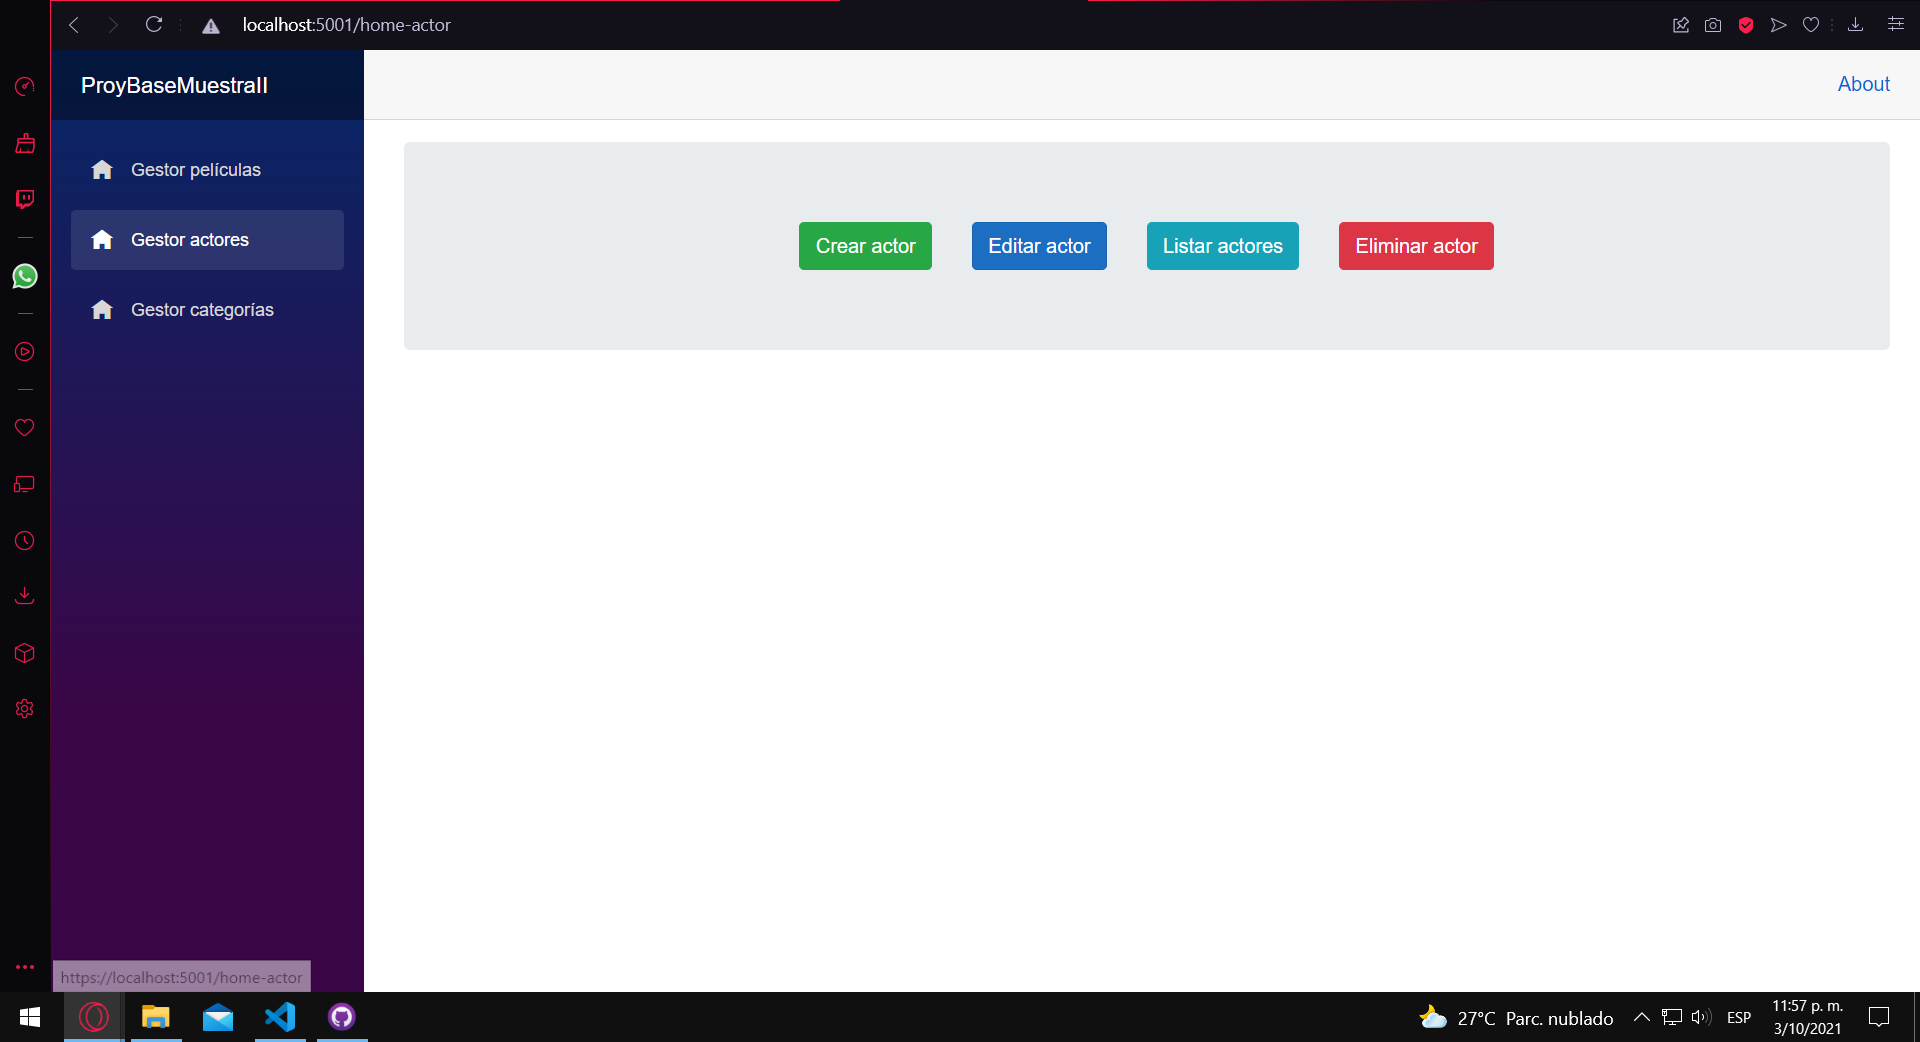 localhost:5001/home-actor
ProyBaseMuestraII
About
Gestor películas
Gestor actores
Gestor categorías
Crear actor
Editar actor
Listar actores
Eliminar actor
https://localhost:5001/home-actor
27°C Parc. nublado
ESP
11:57 p. m.
3/10/2021